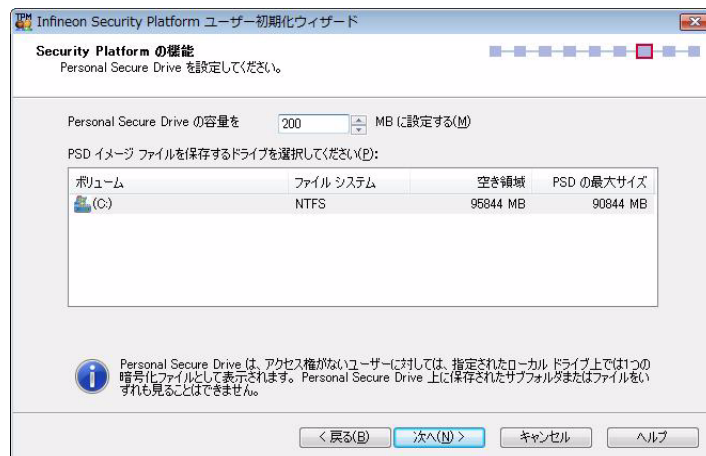 TPM
Infineon Security Platform ユーザー初期化ウィザード
Security Platform の機能
Personal Secure Drive を設定してください。
Personal Secure Drive の容量を 200 MB に設定する(M)
PSD イメージ ファイルを保存するドライブを選択してください(P):
ボリューム ファイル システム 空き領域 PSD の最大サイズ
(C:) NTFS 95844 MB 90844 MB
Personal Secure Drive は、アクセス権がないユーザーに対しては、指定されたローカル ドライブ上では1つの
暗号化ファイルとして表示されます。Personal Secure Drive 上に保存されたサブフォルダまたはファイルをい
ずれも見ることはできません。
< 戻る(B) 次へ(N) > キャンセル ヘルプ